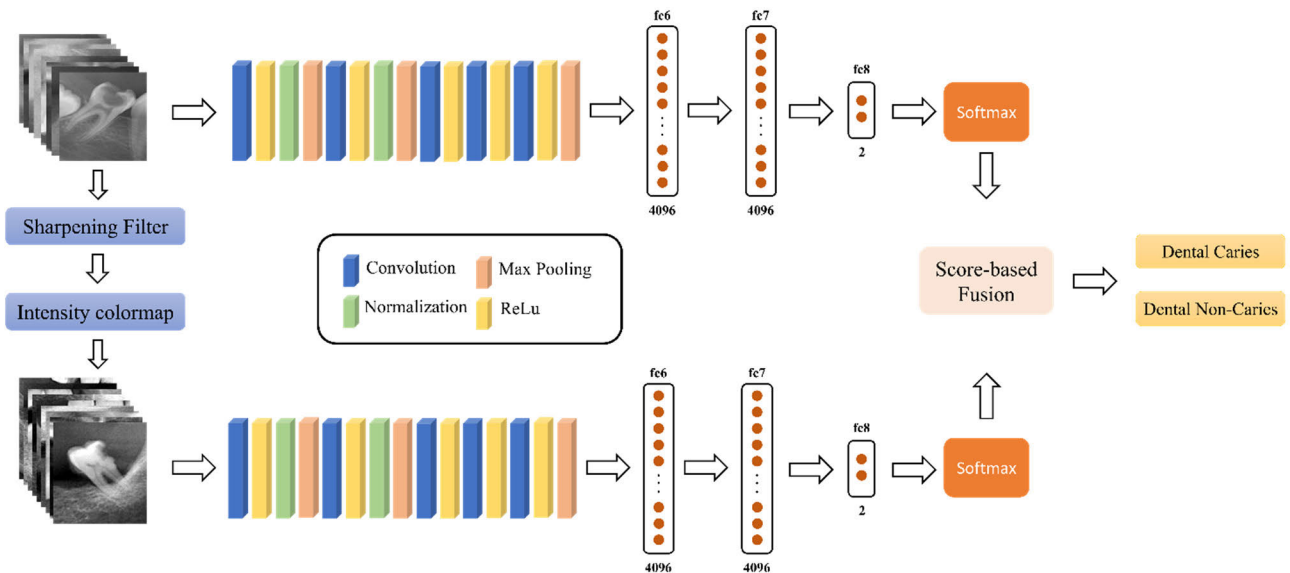 fc6
fc7
fc8
Softmax
2
4096
4096
Sharpening Filter
Intensity colormap
Convolution
Max Pooling
Normalization
ReLu
Score-based
Fusion
Dental Caries
Dental Non-Caries
fc6
fc7
fc8
Softmax
2
4096
4096